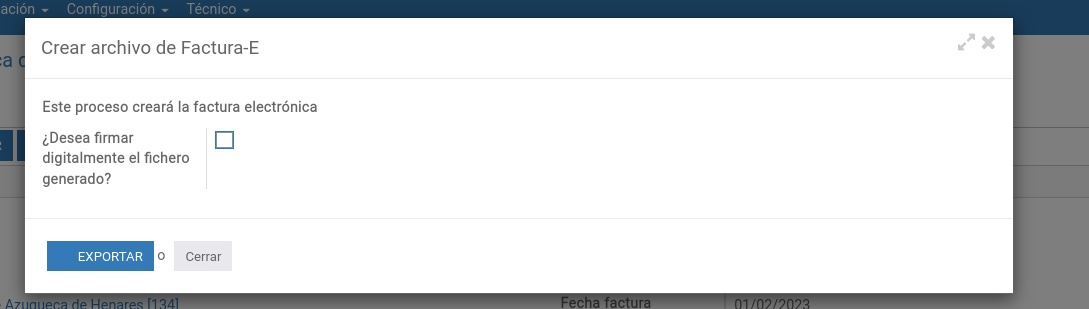 ación Configuración Técnico
Crear archivo de Factura-E
Este proceso creará la factura electrónica
¿Desea firmar
digitalmente el fichero
generado?
EXPORTAR o Cerrar
Azuqueca de Henares [134] Fecha factura 01/02/2023